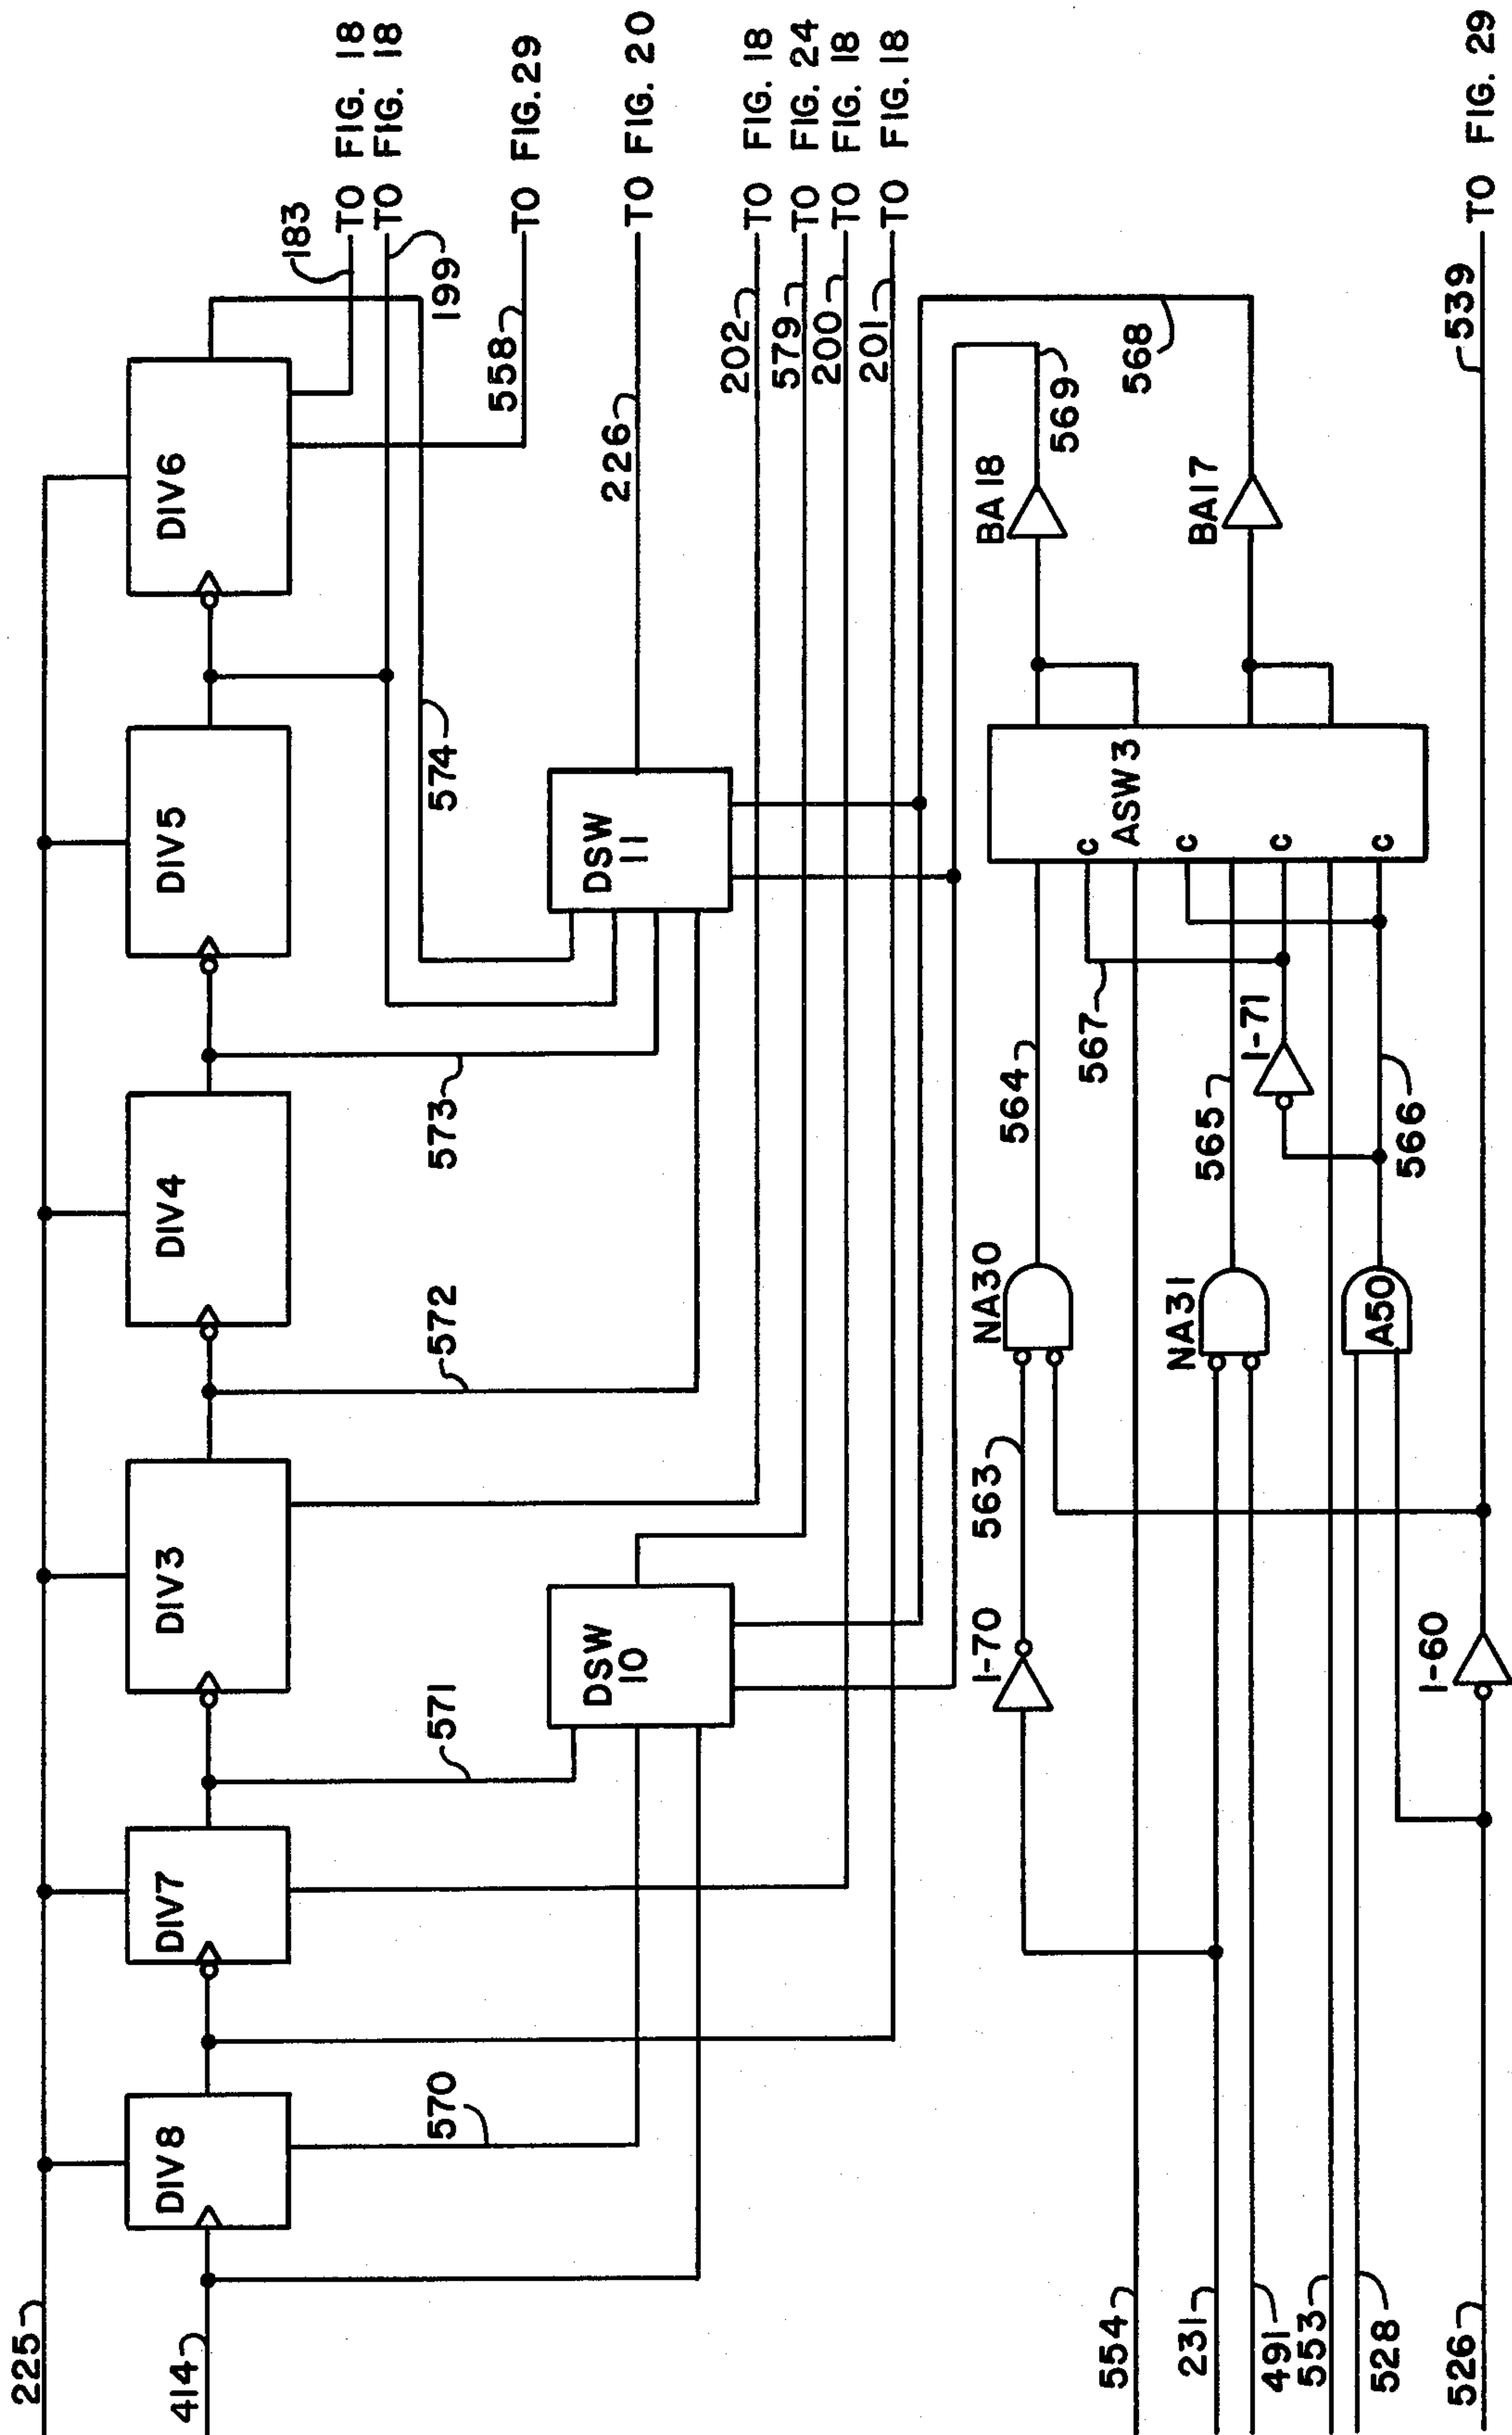 225
414
DIV8
DIV7
DIV3
DIV4
DIV5
DIV6
183
TO FIG. 18
TO FIG. 18
199
558
TO FIG. 29
570
571
572
573
574
DSW
10
DSW
11
226
TO FIG. 20
202
TO FIG. 18
579
TO FIG. 24
200
TO FIG. 18
201
TO FIG. 18
554
231
491
553
528
526
I-70
563
NA30
564
NA31
565
567
I-71
A50
566
I-60
C
ASW3
C
C
C
BA18
569
BA17
568
539
TO FIG. 29